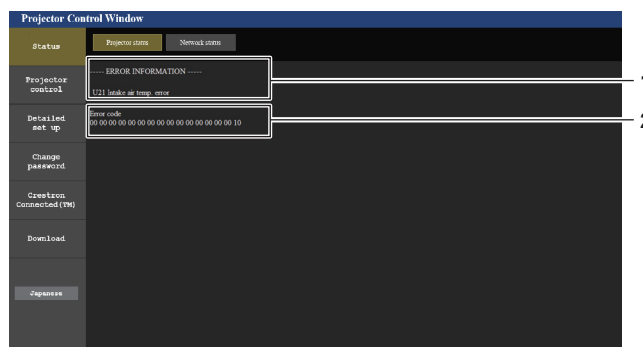 Projector Control Window
Status
Projector status
Network status
----- ERROR INFORMATION -----
U21 Intake air temp. error
Error code
00 00 00 00 00 00 00 00 00 00 00 00 00 00 00 10
Projector
control
Detailed
set up
Change
password
Crestron
Connected(TM)
Download
Japanese
1
2